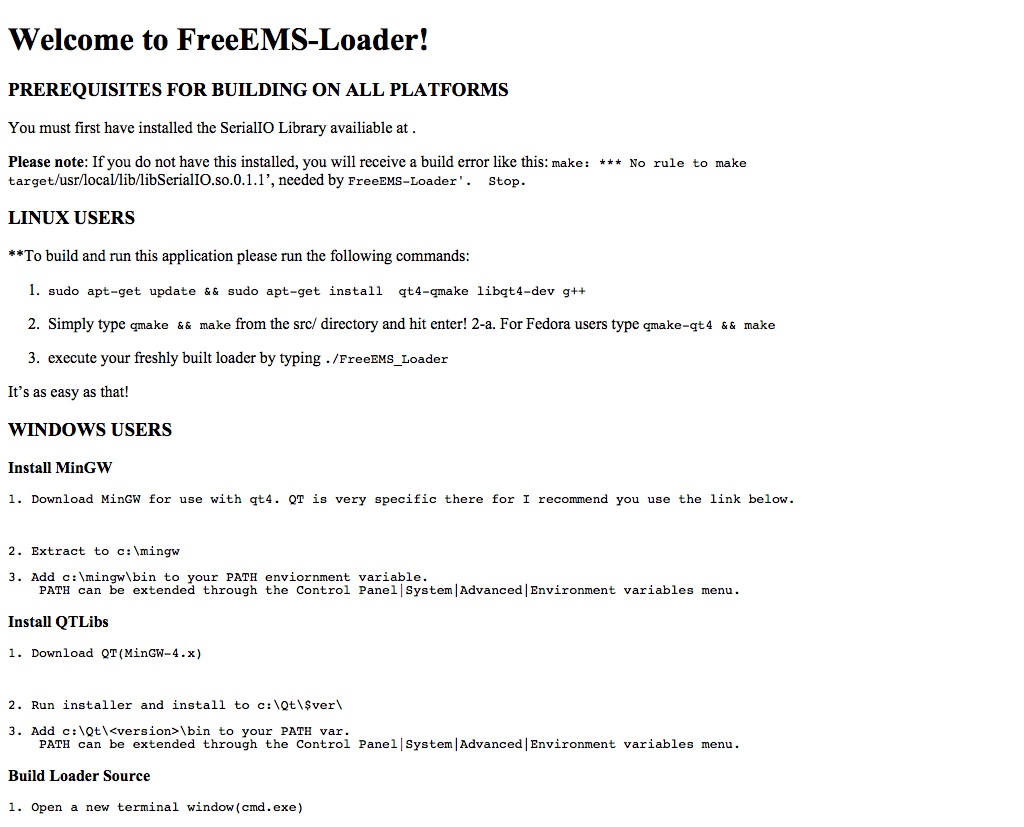 Welcome to FreeEMS-Loader!
PREREQUISITES FOR BUILDING ON ALL PLATFORMS
You must first have installed the SerialIO Library availiable at .
Please note: If you do not have this installed, you will receive a build error like this: make: *** No rule to make
target/usr/local/lib/libSerialIO.so.0.1.1’, needed by FreeEMS-Loader'.  Stop.
LINUX USERS
**To build and run this application please run the following commands:
1. sudo apt-get update && sudo apt-get install  qt4-qmake libqt4-dev g++
2. Simply type qmake && make from the src/ directory and hit enter! 2-a. For Fedora users type qmake-qt4 && make
3. execute your freshly built loader by typing ./FreeEMS_Loader
It’s as easy as that!
WINDOWS USERS
Install MinGW
1. Download MinGW for use with qt4. QT is very specific there for I recommend you use the link below.
2. Extract to c:\mingw
3. Add c:\mingw\bin to your PATH enviornment variable.
PATH can be extended through the Control Panel|System|Advanced|Environment variables menu.
Install QTLibs
1. Download QT(MinGW-4.x)
2. Run installer and install to c:\Qt\$ver\
3. Add c:\Qt\<version>\bin to your PATH var.
PATH can be extended through the Control Panel|System|Advanced|Environment variables menu.
Build Loader Source
1. Open a new terminal window(cmd.exe)